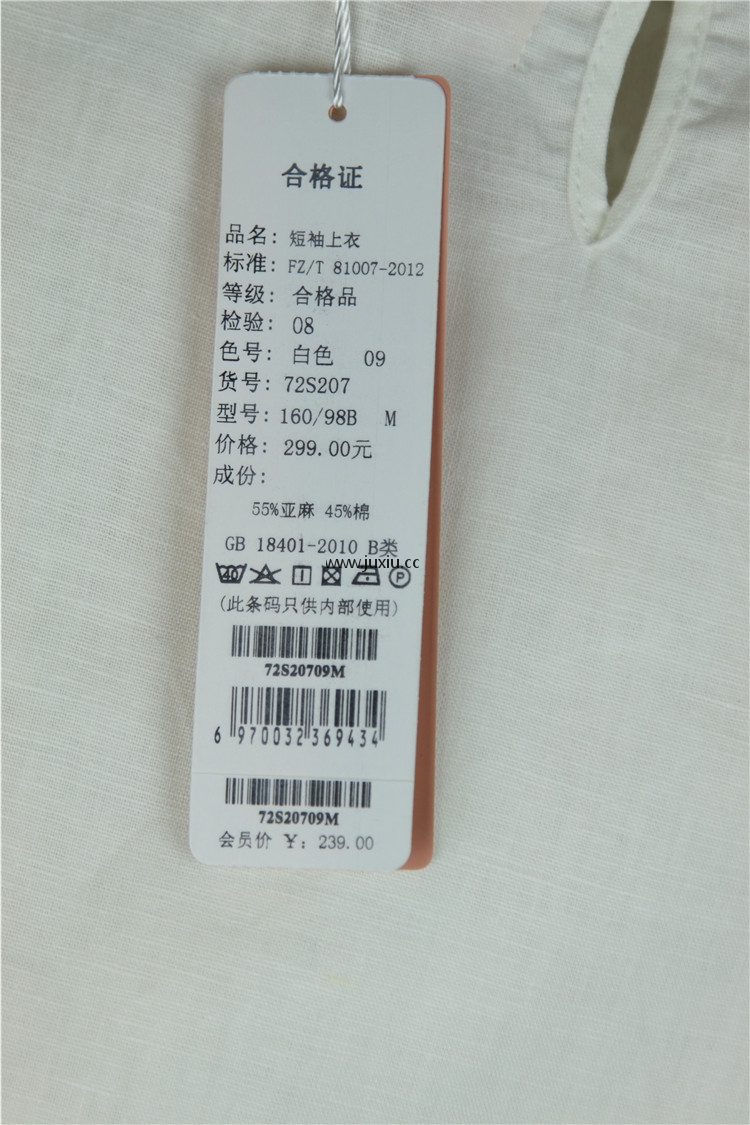 合格证
品名: 短袖上衣
标准: FZ/T 81007-2012
等级: 合格品
检验: 08
色号: 白色 09
货号: 72S207
型号: 160/98B M
价格: 299.00元
成份:
55%亚麻 45%棉
GB 18401-2010 B类
www.juxiu.cc
40 P
(此条码只供内部使用)
72S20709M
6 970032 369434
72S20709M
会员价 ¥: 239.00